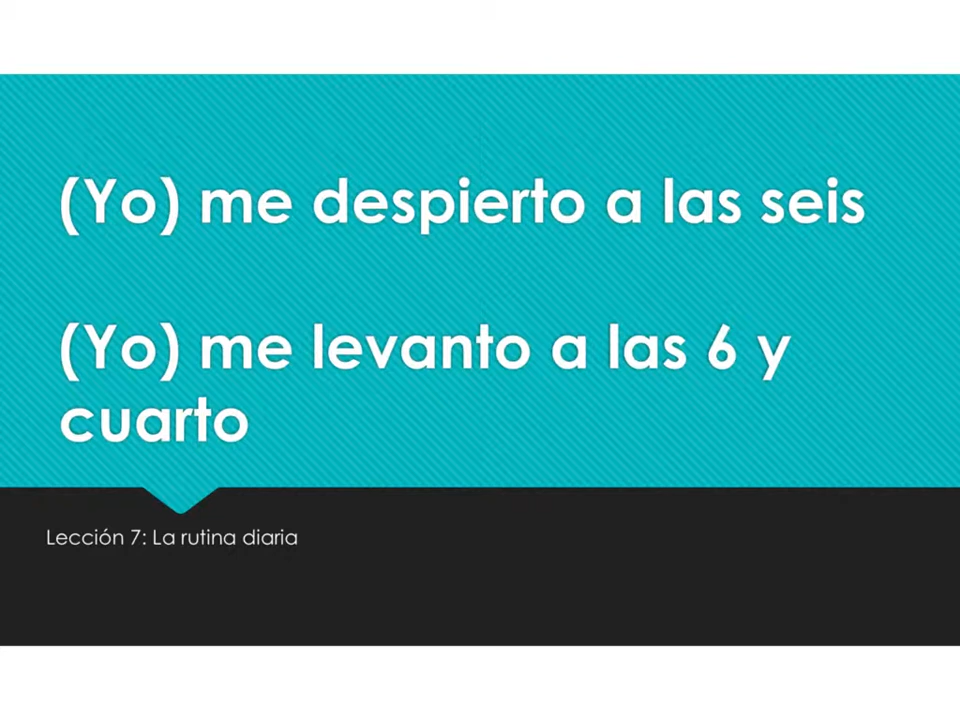 (Yo) me despierto a las seis
(Yo) me levanto a las 6 y
cuarto
Lección 7: La rutina diaria